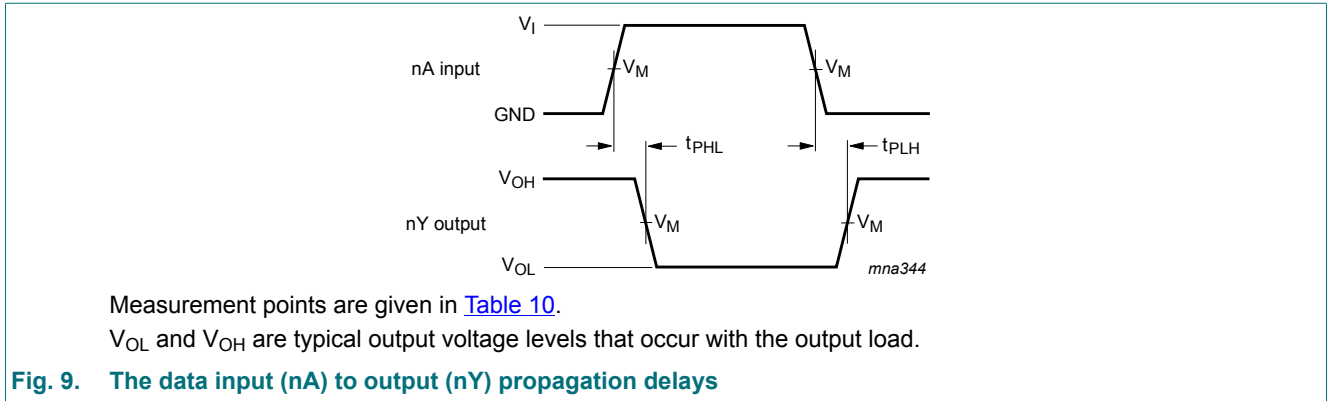 V_I
nA input
V_M
V_M
GND
t_PHL
t_PLH
V_OH
nY output
V_M
V_M
V_OL
mna344
Measurement points are given in Table 10.
V_OL and V_OH are typical output voltage levels that occur with the output load.
Fig. 9. The data input (nA) to output (nY) propagation delays